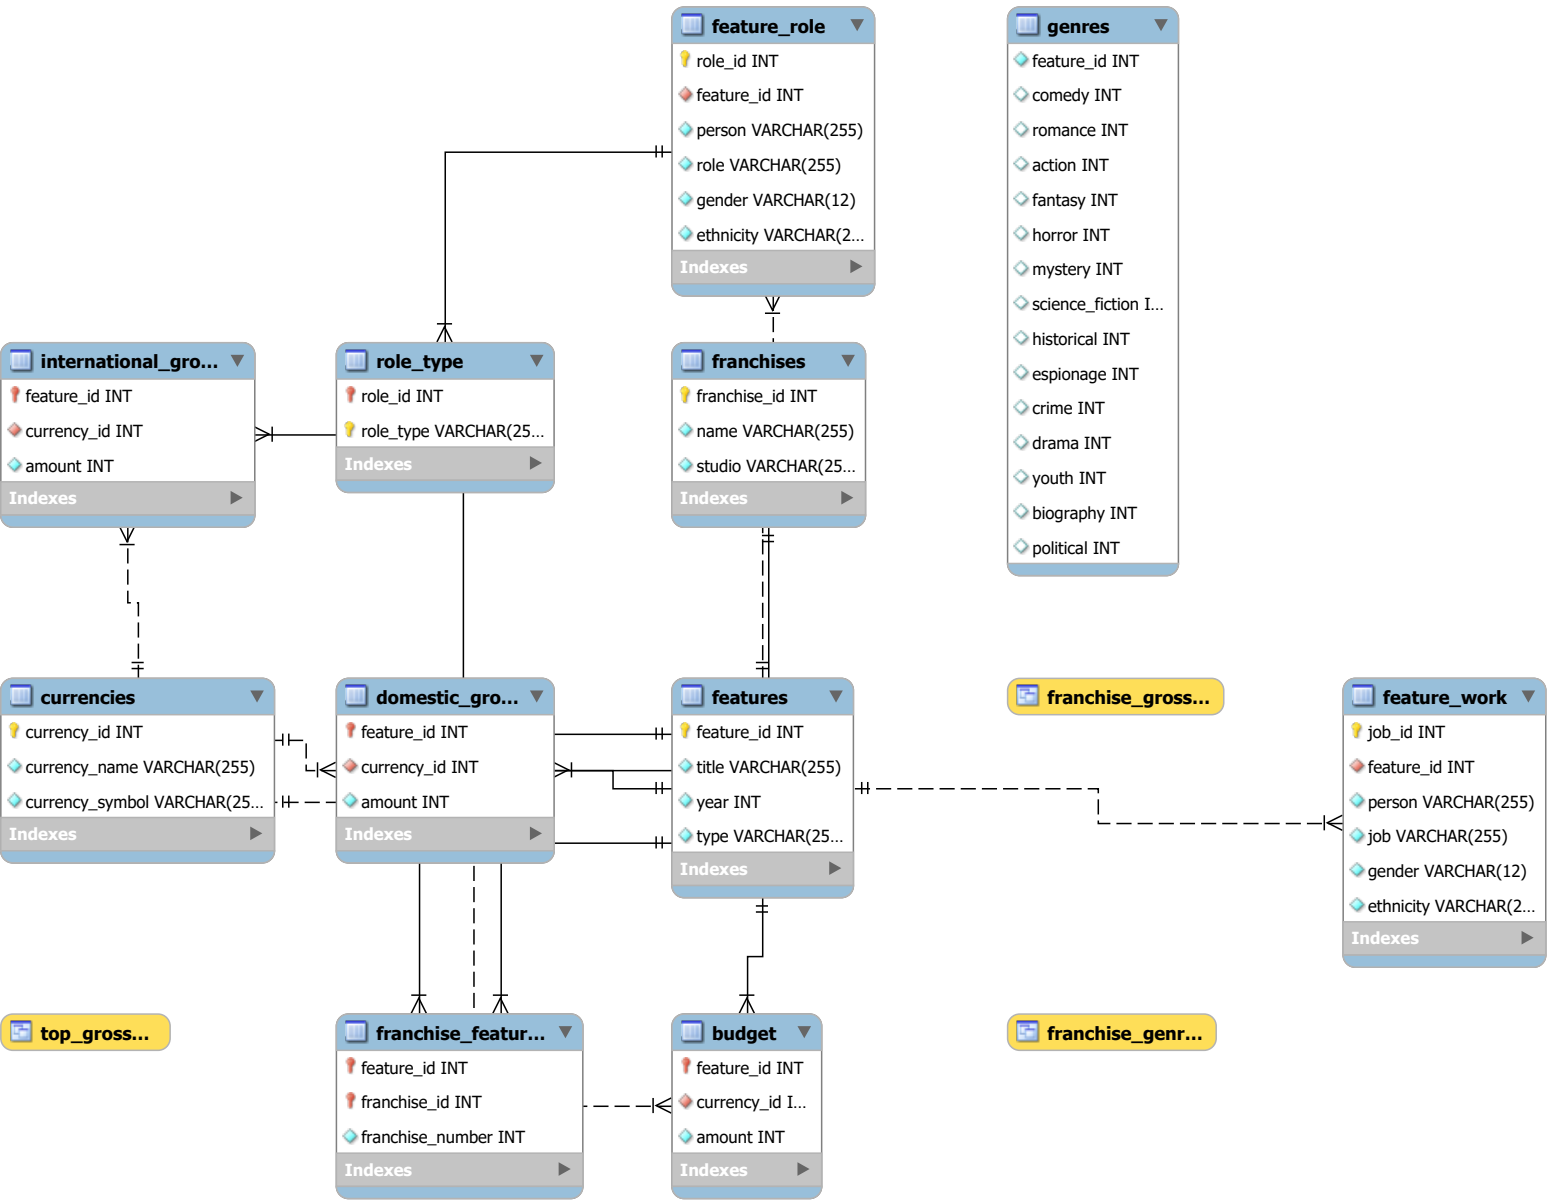 feature_role
role_id INT
feature_id INT
person VARCHAR(255)
role VARCHAR(255)
gender VARCHAR(12)
ethnicity VARCHAR(2...
Indexes
genres
feature_id INT
comedy INT
romance INT
action INT
fantasy INT
horror INT
mystery INT
science_fiction I...
historical INT
espionage INT
crime INT
drama INT
youth INT
biography INT
political INT
international_gro...
feature_id INT
currency_id INT
amount INT
Indexes
role_type
role_id INT
role_type VARCHAR(25...
Indexes
franchises
franchise_id INT
name VARCHAR(255)
studio VARCHAR(25...
Indexes
currencies
currency_id INT
currency_name VARCHAR(255)
currency_symbol VARCHAR(25...
Indexes
domestic_gro...
feature_id INT
currency_id INT
amount INT
Indexes
features
feature_id INT
title VARCHAR(255)
year INT
type VARCHAR(25...
Indexes
franchise_gross...
feature_work
job_id INT
feature_id INT
person VARCHAR(255)
job VARCHAR(255)
gender VARCHAR(12)
ethnicity VARCHAR(2...
Indexes
top_gross...
franchise_featur...
feature_id INT
franchise_id INT
franchise_number INT
Indexes
budget
feature_id INT
currency_id I...
amount INT
Indexes
franchise_genr...